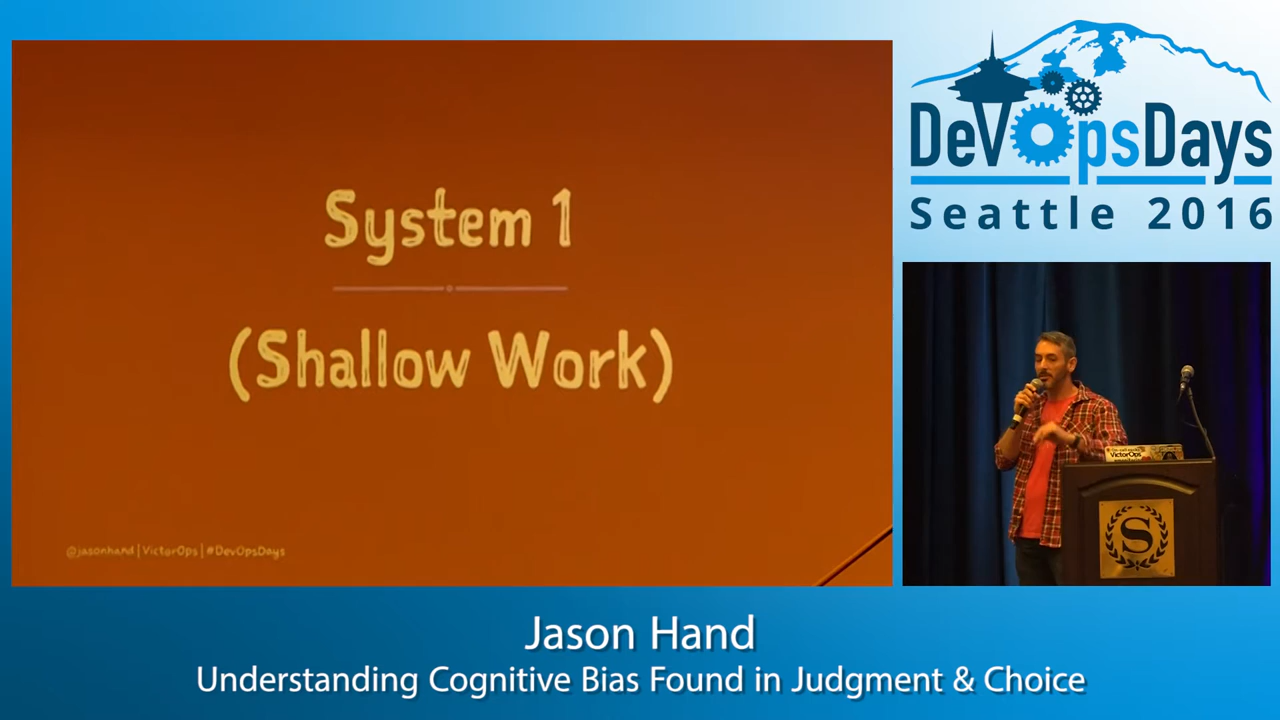 System 1
(Shallow Work)
@jasonhand | VictorOps | #DevOpsDays
DevOpsDays
Seattle 2016
VictorOps
S
Jason Hand
Understanding Cognitive Bias Found in Judgment & Choice